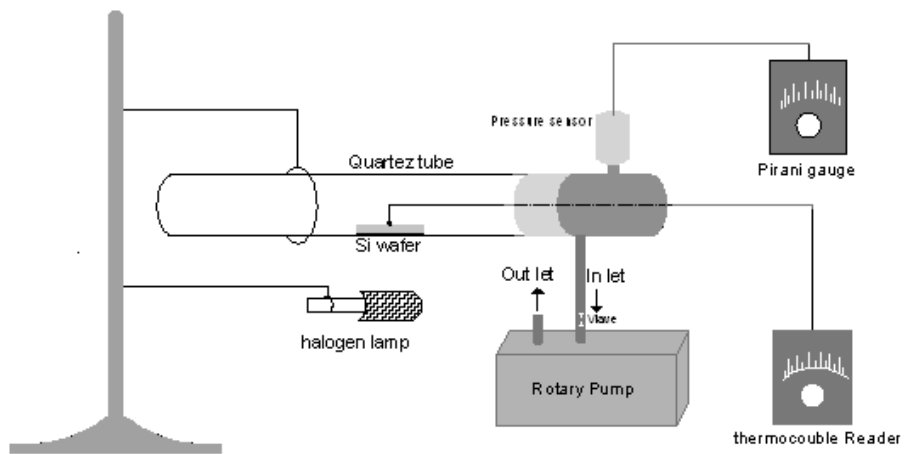 Pressure sensor
Quartez tube
Pirani gauge
Si wafer
Out let
In let
Vlave
halogen lamp
Rotary Pump
thermocouble Reader